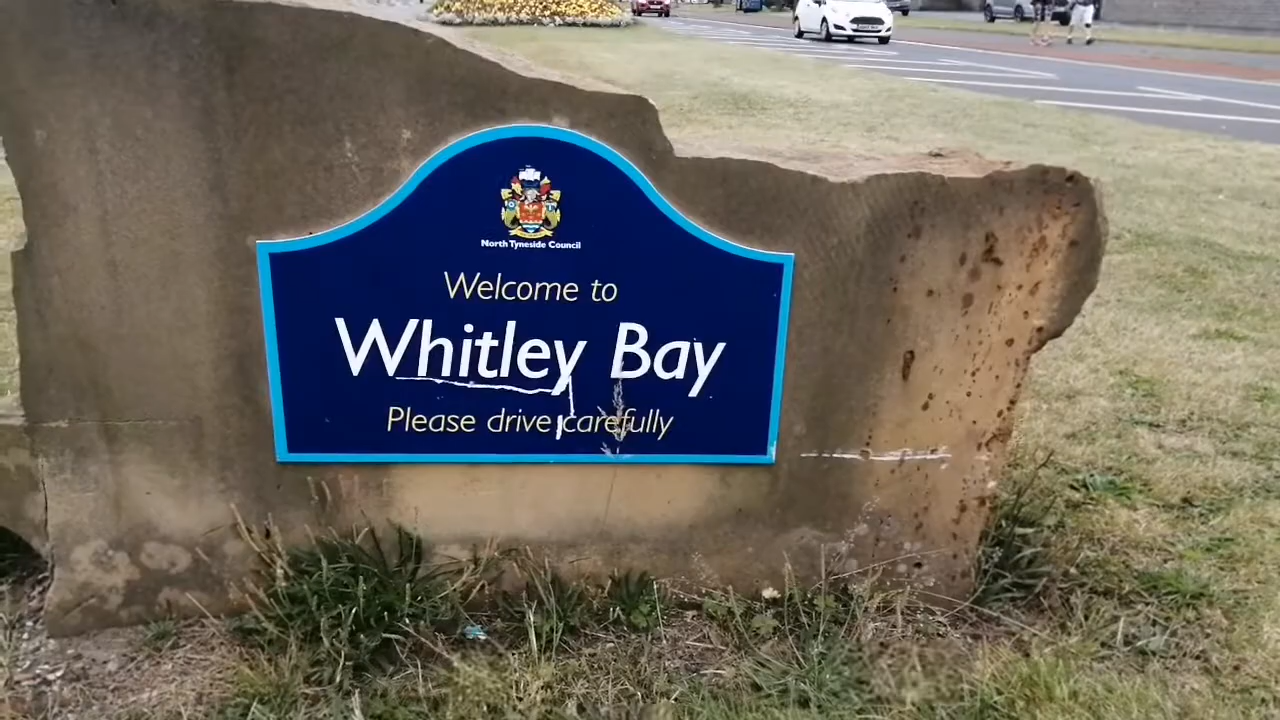 North Tyneside Council
Welcome to
Whitley Bay
Please drive carefully